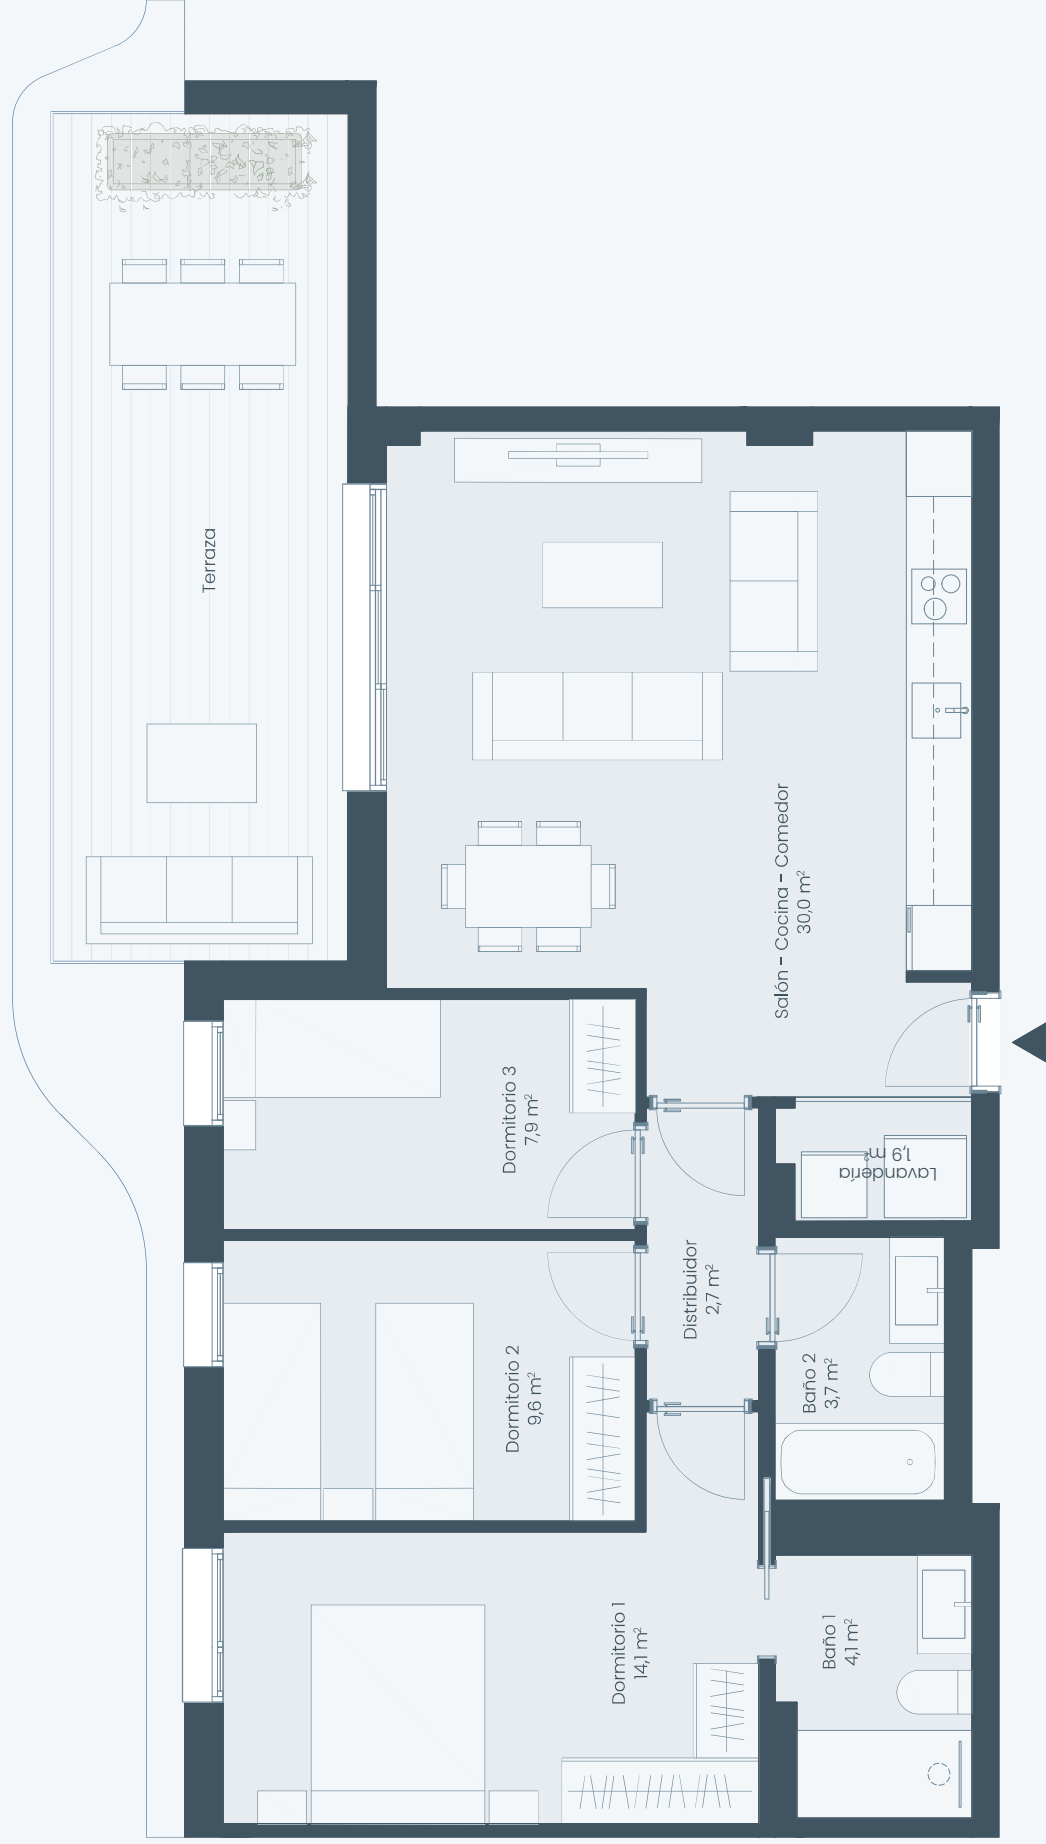 Terraza
Salón - Cocina - Comedor
30,0 m²
Dormitorio 3
7,9 m²
Lavandería
1,9 m²
Distribuidor
2,7 m²
Dormitorio 2
9,6 m²
Baño 2
3,7 m²
Dormitorio 1
14,1 m²
Baño 1
4,1 m²